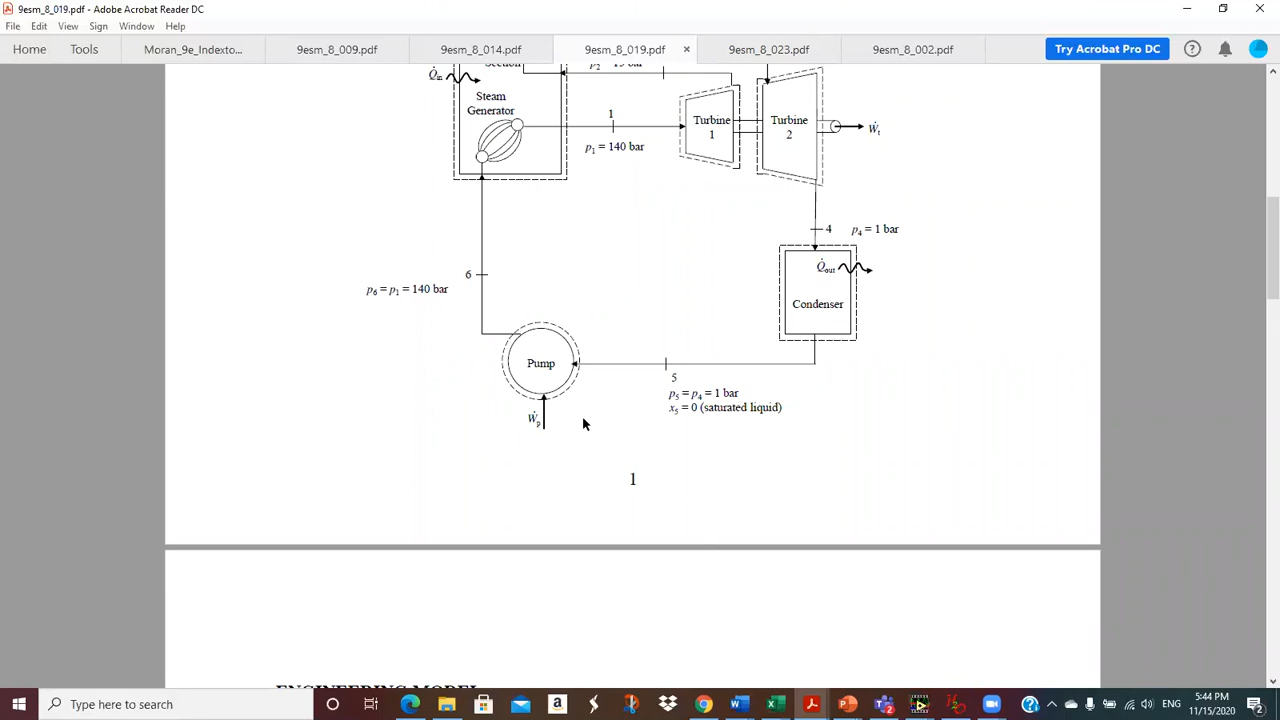 9esm_8_019.pdf - Adobe Acrobat Reader DC
File Edit View Sign Window Help
Home Tools Moran_9e_Indexto... 9esm_8_009.pdf 9esm_8_014.pdf 9esm_8_019.pdf × 9esm_8_023.pdf 9esm_8_002.pdf Try Acrobat Pro DC
Section
Q̇in
Steam
Generator
1
p1 = 140 bar
Turbine
1
Turbine
2
Ẇt
4 p4 = 1 bar
Q̇out
Condenser
6
p6 = p1 = 140 bar
Pump
5
p5 = p4 = 1 bar
x5 = 0 (saturated liquid)
Ẇp
1
ENGINEERING MODEL
Type here to search
5:44 PM
11/15/2020